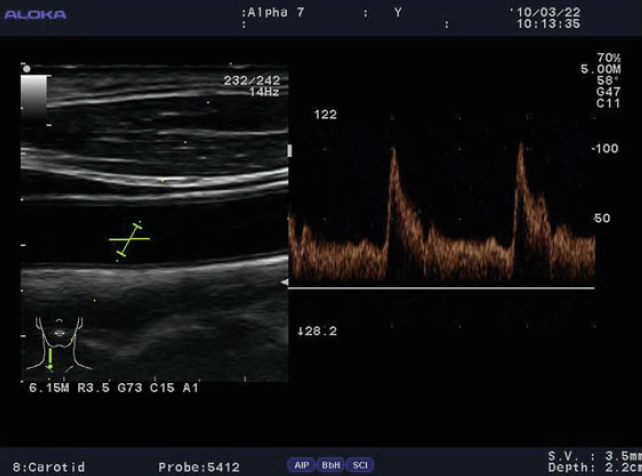 ALOKA :Alpha 7 : Y '10/03/22
: : 10:13:35
70%
5.00M
58°
G47
C11
232/242
14Hz
122
-100
50
↓28.2
6.15M R3.5 G73 C15 A1
8:Carotid Probe:5412 AIP BbH SCI
S.V. : 3.5mm
Depth: 2.2c